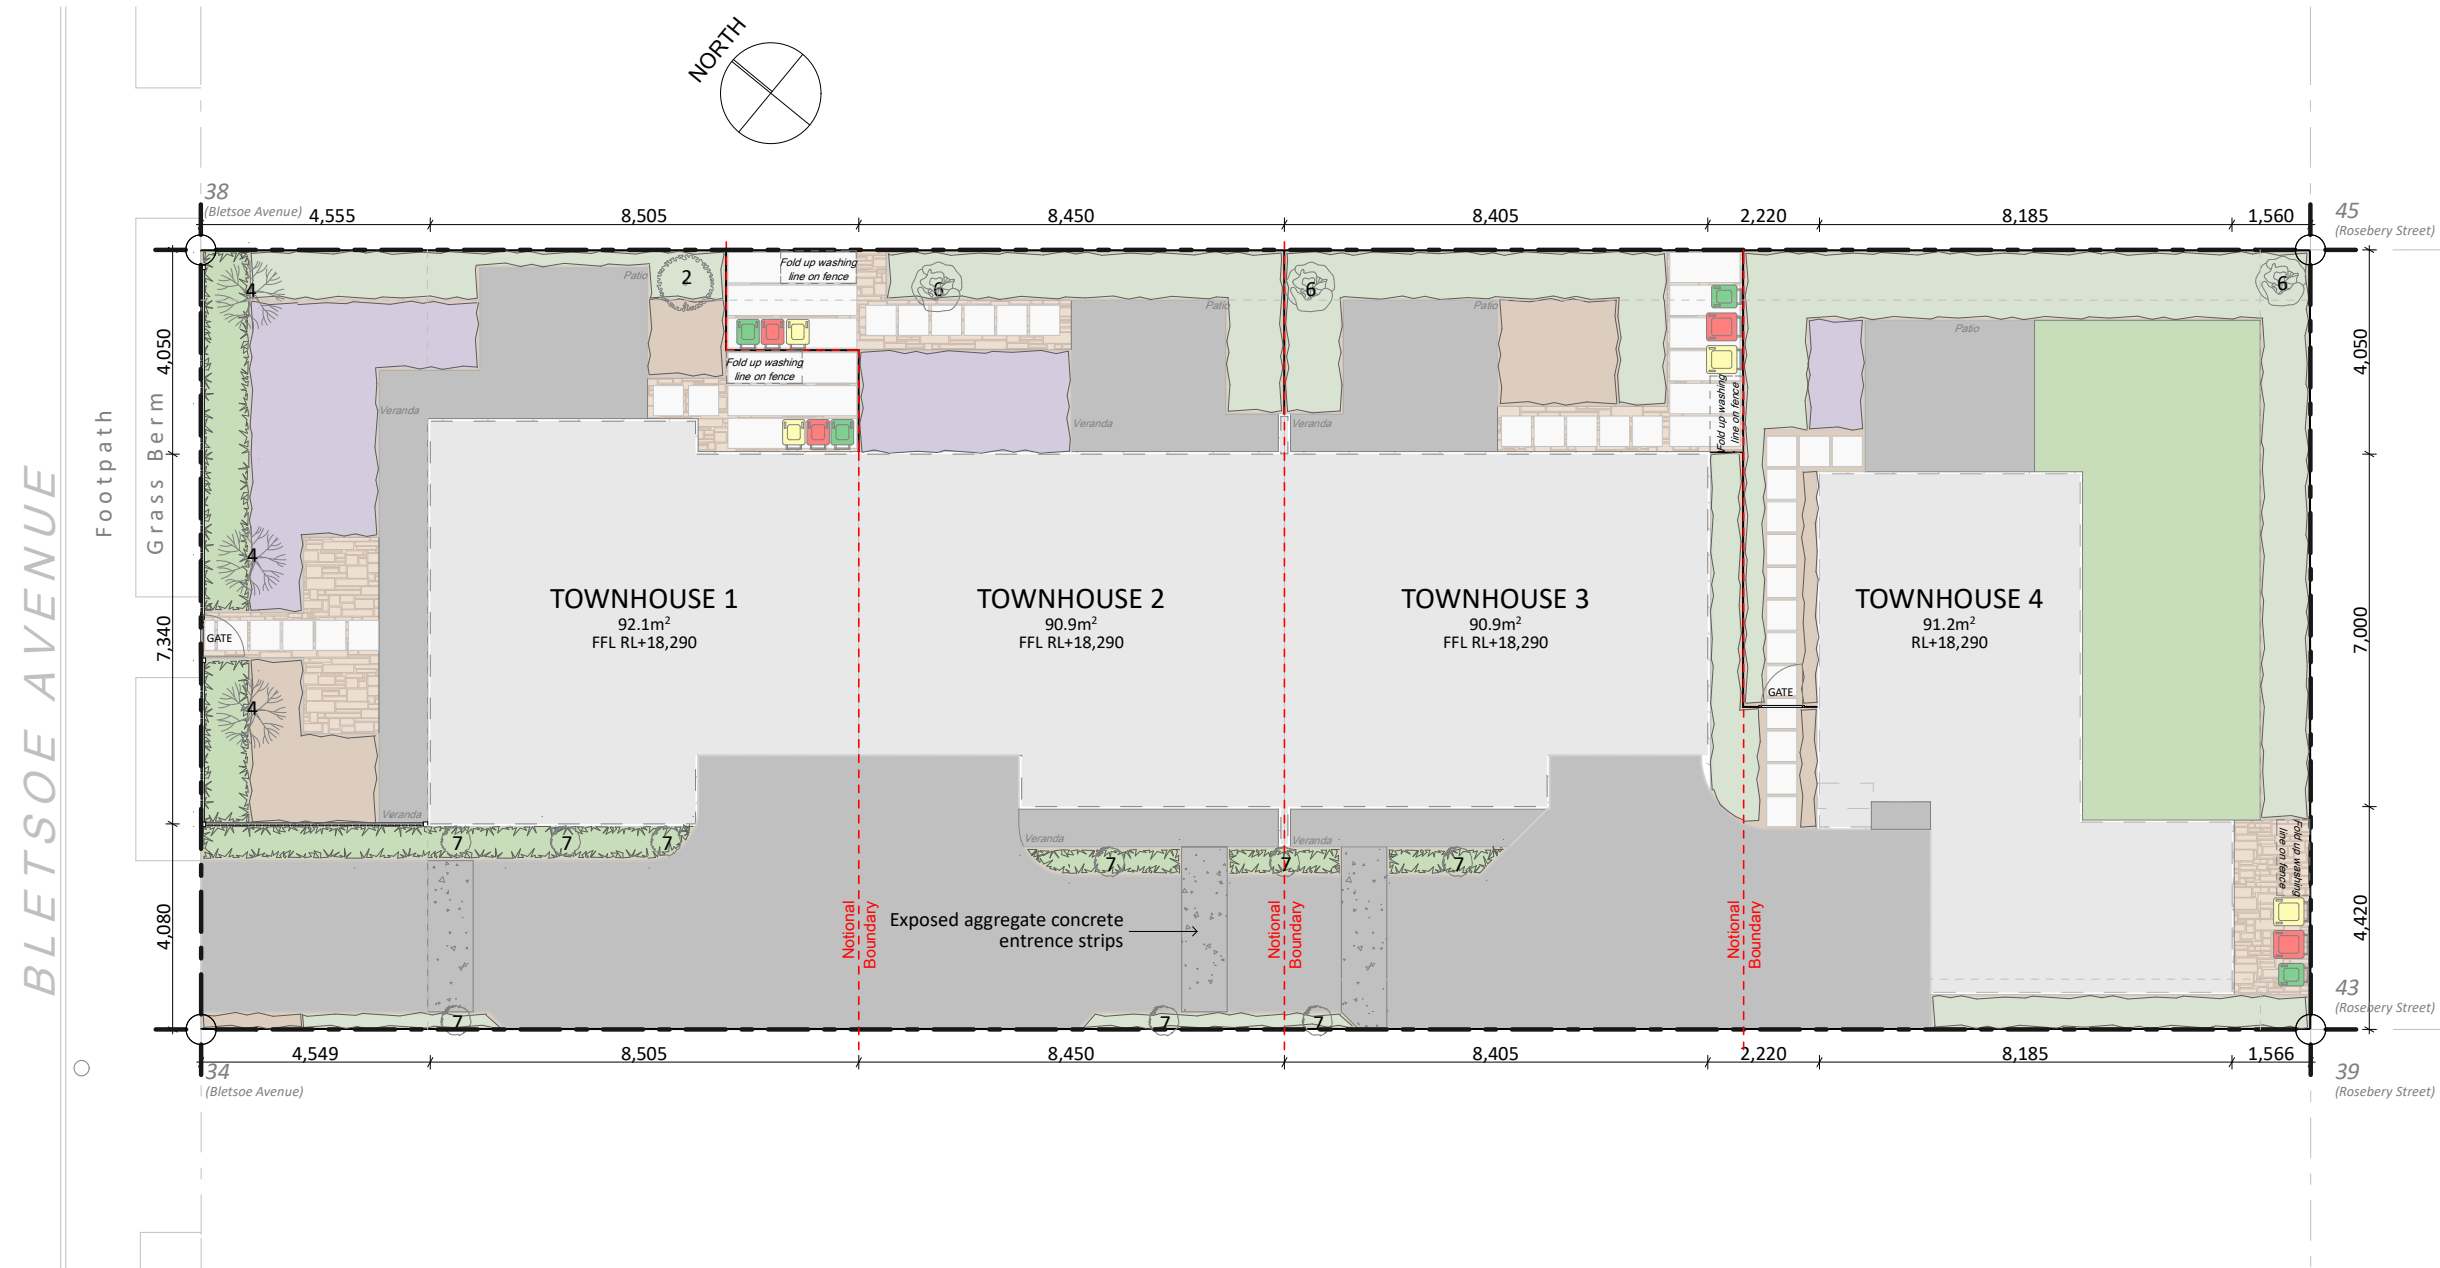 NORTH
38
(Bletsoe Avenue)
4,555
8,505
8,450
8,405
2,220
8,185
1,560
45
(Rosebery Street)
4
Patio
2
Fold up washing
line on fence
6
Patio
6
Patio
6
Patio
4,050
4,050
Fold up washing
line on fence
Veranda
Veranda
Veranda
Fold up washing
line on fence
BLETSOE AVENUE
Footpath
Grass Berm
4
TOWNHOUSE 1
92.1m²
FFL RL+18,290
TOWNHOUSE 2
90.9m²
FFL RL+18,290
TOWNHOUSE 3
90.9m²
FFL RL+18,290
TOWNHOUSE 4
91.2m²
RL+18,290
7,340
GATE
7,000
GATE
4
Veranda
7
7
7
Veranda
Veranda
7
7
7
Fold up washing
line on fence
4,080
Notional
Boundary
Exposed aggregate concrete
entrence strips
Notional
Boundary
Notional
Boundary
4,420
7
7
7
43
(Rosebery Street)
4,549
8,505
8,450
8,405
2,220
8,185
1,566
34
(Bletsoe Avenue)
39
(Rosebery Street)